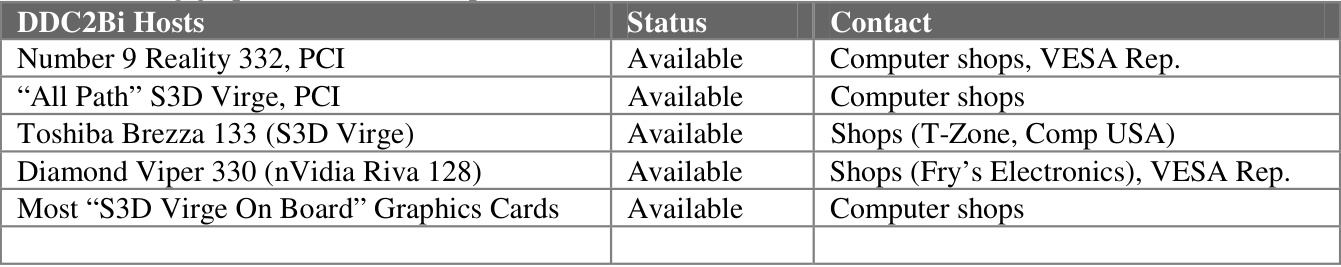 DDC2Bi Hosts Status Contact
Number 9 Reality 332, PCI Available Computer shops, VESA Rep.
“All Path” S3D Virge, PCI Available Computer shops
Toshiba Brezza 133 (S3D Virge) Available Shops (T-Zone, Comp USA)
Diamond Viper 330 (nVidia Riva 128) Available Shops (Fry’s Electronics), VESA Rep.
Most “S3D Virge On Board” Graphics Cards Available Computer shops